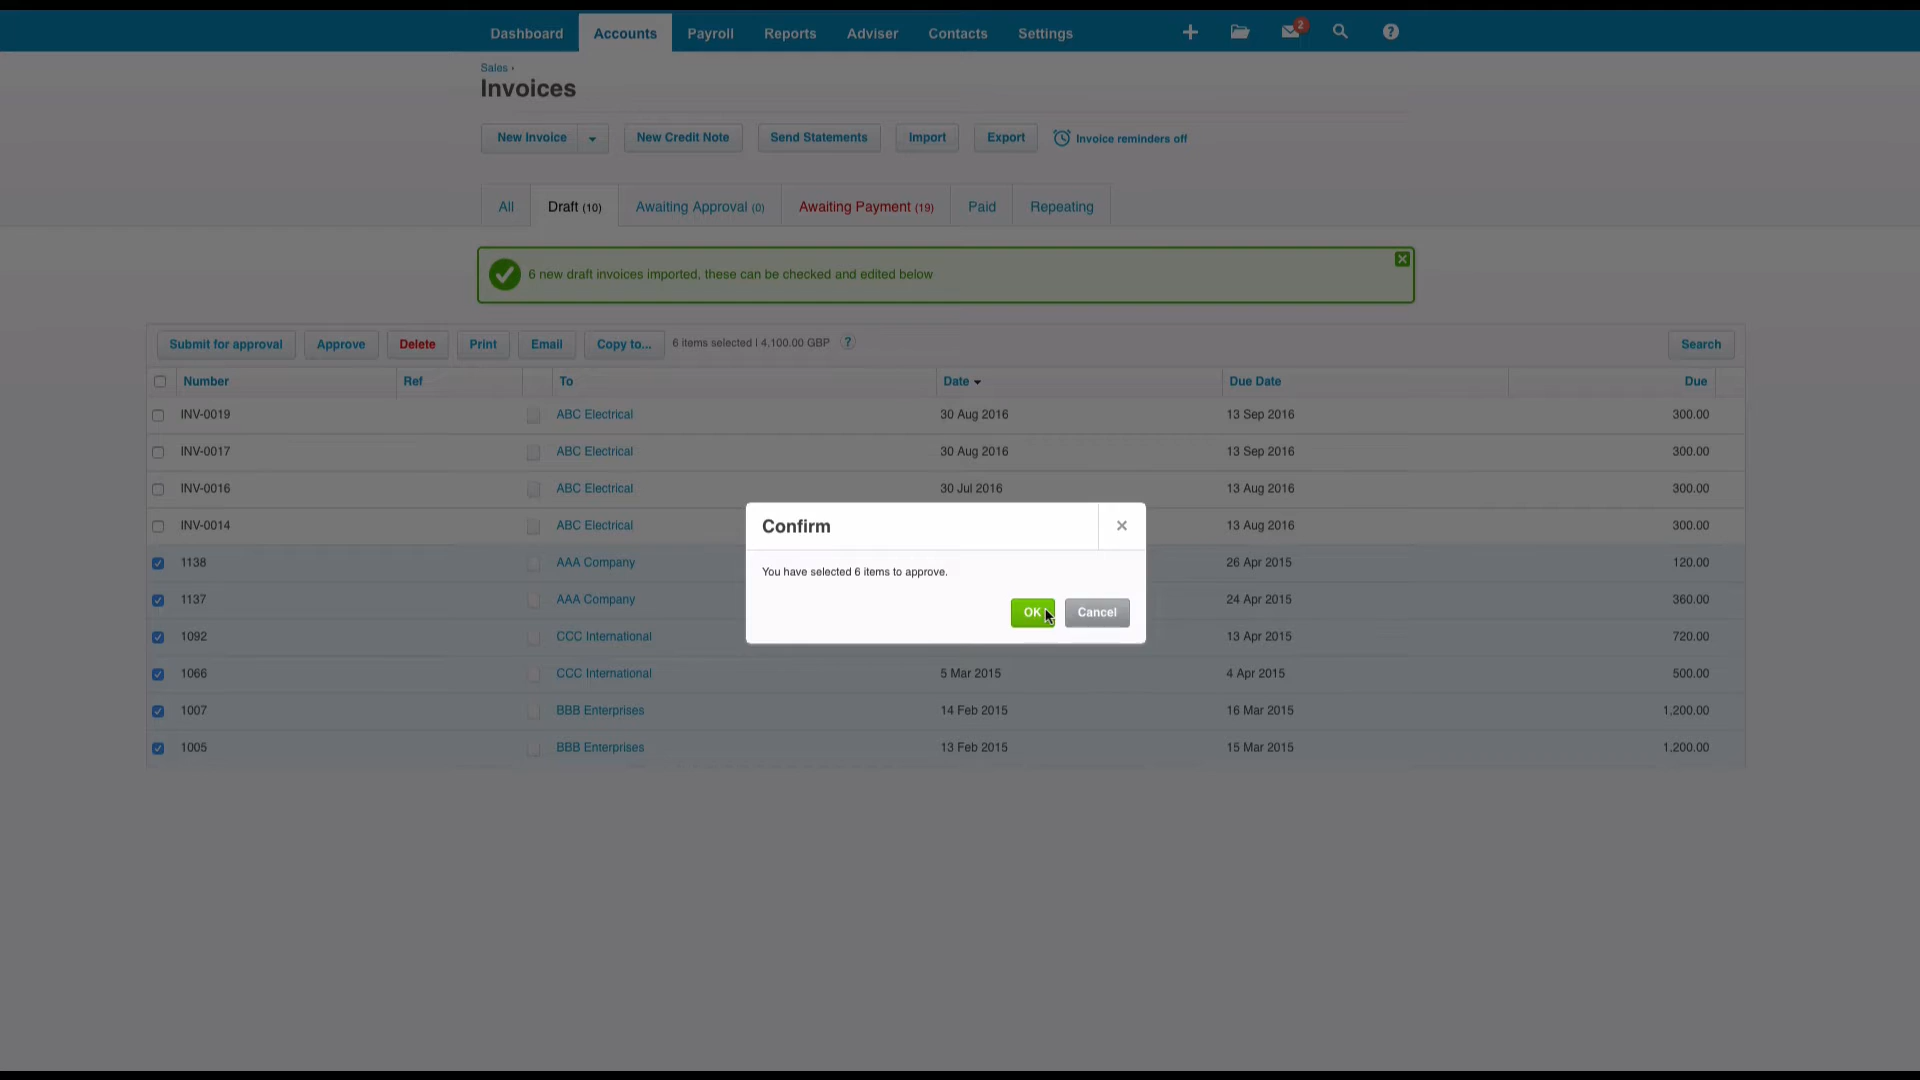 Dashboard Accounts Payroll Reports Adviser Contacts Settings 2 ?
Sales ›
Invoices
New Invoice New Credit Note Send Statements Import Export Invoice reminders off
All Draft (10) Awaiting Approval (0) Awaiting Payment (19) Paid Repeating
6 new draft invoices imported, these can be checked and edited below
Submit for approval Approve Delete Print Email Copy to... 6 items selected | 4,100.00 GBP ? Search
Number Ref To Date Due Date Due
INV-0019 ABC Electrical 30 Aug 2016 13 Sep 2016 300.00
INV-0017 ABC Electrical 30 Aug 2016 13 Sep 2016 300.00
INV-0016 ABC Electrical 30 Jul 2016 13 Aug 2016 300.00
INV-0014 ABC Electrical 13 Aug 2016 300.00
Confirm
You have selected 6 items to approve.
OK Cancel
1138 AAA Company 26 Apr 2015 120.00
1137 AAA Company 24 Apr 2015 360.00
1092 CCC International 13 Apr 2015 720.00
1066 CCC International 5 Mar 2015 4 Apr 2015 500.00
1007 BBB Enterprises 14 Feb 2015 16 Mar 2015 1,200.00
1005 BBB Enterprises 13 Feb 2015 15 Mar 2015 1,200.00